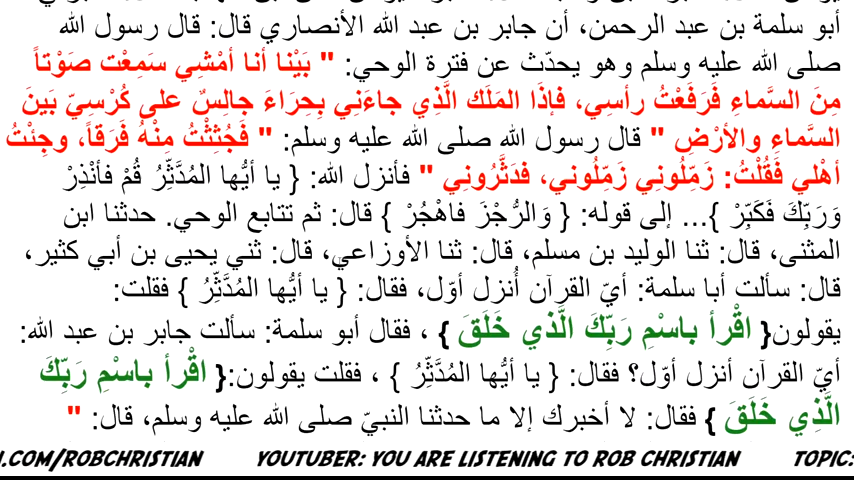 أبو سلمة بن عبد الرحمن، أن جابر بن عبد الله الأنصاري قال: قال رسول الله
صلى الله عليه وسلم وهو يحدّث عن فترة الوحي: " بَيْنا أنا أمْشِي سَمِعْت صَوْتاً
مِنَ السَّماءِ فَرَفَعْتُ رأسِي، فإذَا المَلَك الَّذِي جاءَنِي بِحِرَاءَ جالِسٌ على كُرْسِيّ بَينَ
السَّماءِ والأرْضِ " قال رسول الله صلى الله عليه وسلم: " فَجُثِثْتُ مِنْهُ فَرَقاً، وجِئْتُ
أهْلي فَقُلْتُ: زَمِّلُونِي زَمِّلُوني، فدَثَّرُونِي " فأنزل الله: { يا أيُّها المُدَّثِّرُ قُمْ فأنْذِرْ
وَرَبِّكَ فَكَبِّرْ }... إلى قوله: { وَالرُّجْزَ فاهْجُرْ } قال: ثم تتابع الوحي. حدثنا ابن
المثنى، قال: ثنا الوليد بن مسلم، قال: ثنا الأوزاعي، قال: ثني يحيى بن أبي كثير،
قال: سألت أبا سلمة: أيّ القرآن أُنزل أوّل، فقال: { يا أيُّها المُدَّثِّرُ } فقلت:
يقولون{ اقْرأ باسْمِ رَبِّكَ الَّذي خَلَقَ } ، فقال أبو سلمة: سألت جابر بن عبد الله:
أيّ القرآن أنزل أوّل؟ فقال: { يا أيُّها المُدَّثِّرُ } ، فقلت يقولون:{ اقْرأ باسْمِ رَبِّكَ
الَّذِي خَلَقَ } فقال: لا أخبرك إلا ما حدثنا النبيّ صلى الله عليه وسلم، قال: "
.COM/ROBCHRISTIAN YOUTUBER: YOU ARE LISTENING TO ROB CHRISTIAN TOPIC: